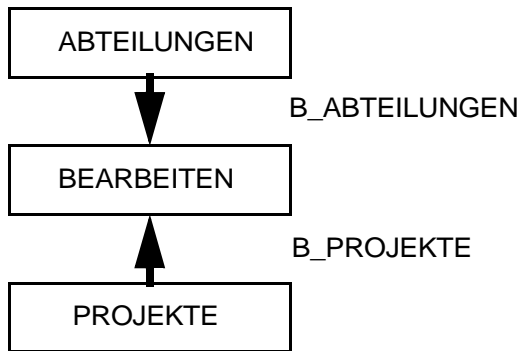 ABTEILUNGEN
B_ABTEILUNGEN
BEARBEITEN
B_PROJEKTE
PROJEKTE